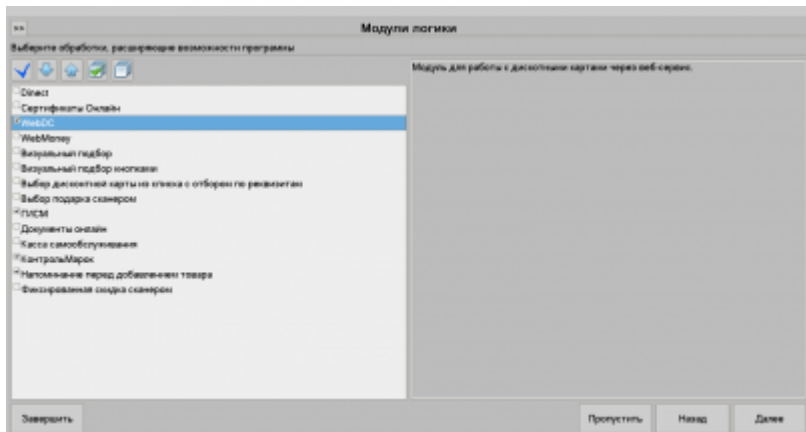 >>
Модули логики
Выберите обработки, расширяющие возможности программы
Модуль для работы с дисконтными картами через веб-сервис.
Direct
Сертификаты Онлайн
WebDC
WebMoney
Визуальный подбор
Визуальный подбор кнопками
Выбор дисконтной карты из списка с отбором по реквизитам
Выбор подарка сканером
ГИСМ
Документы онлайн
Касса самообслуживания
КонтрольМарок
Напоминание перед добавлением товара
Фиксированная скидка сканером
Завершить
Пропустить
Назад
Далее